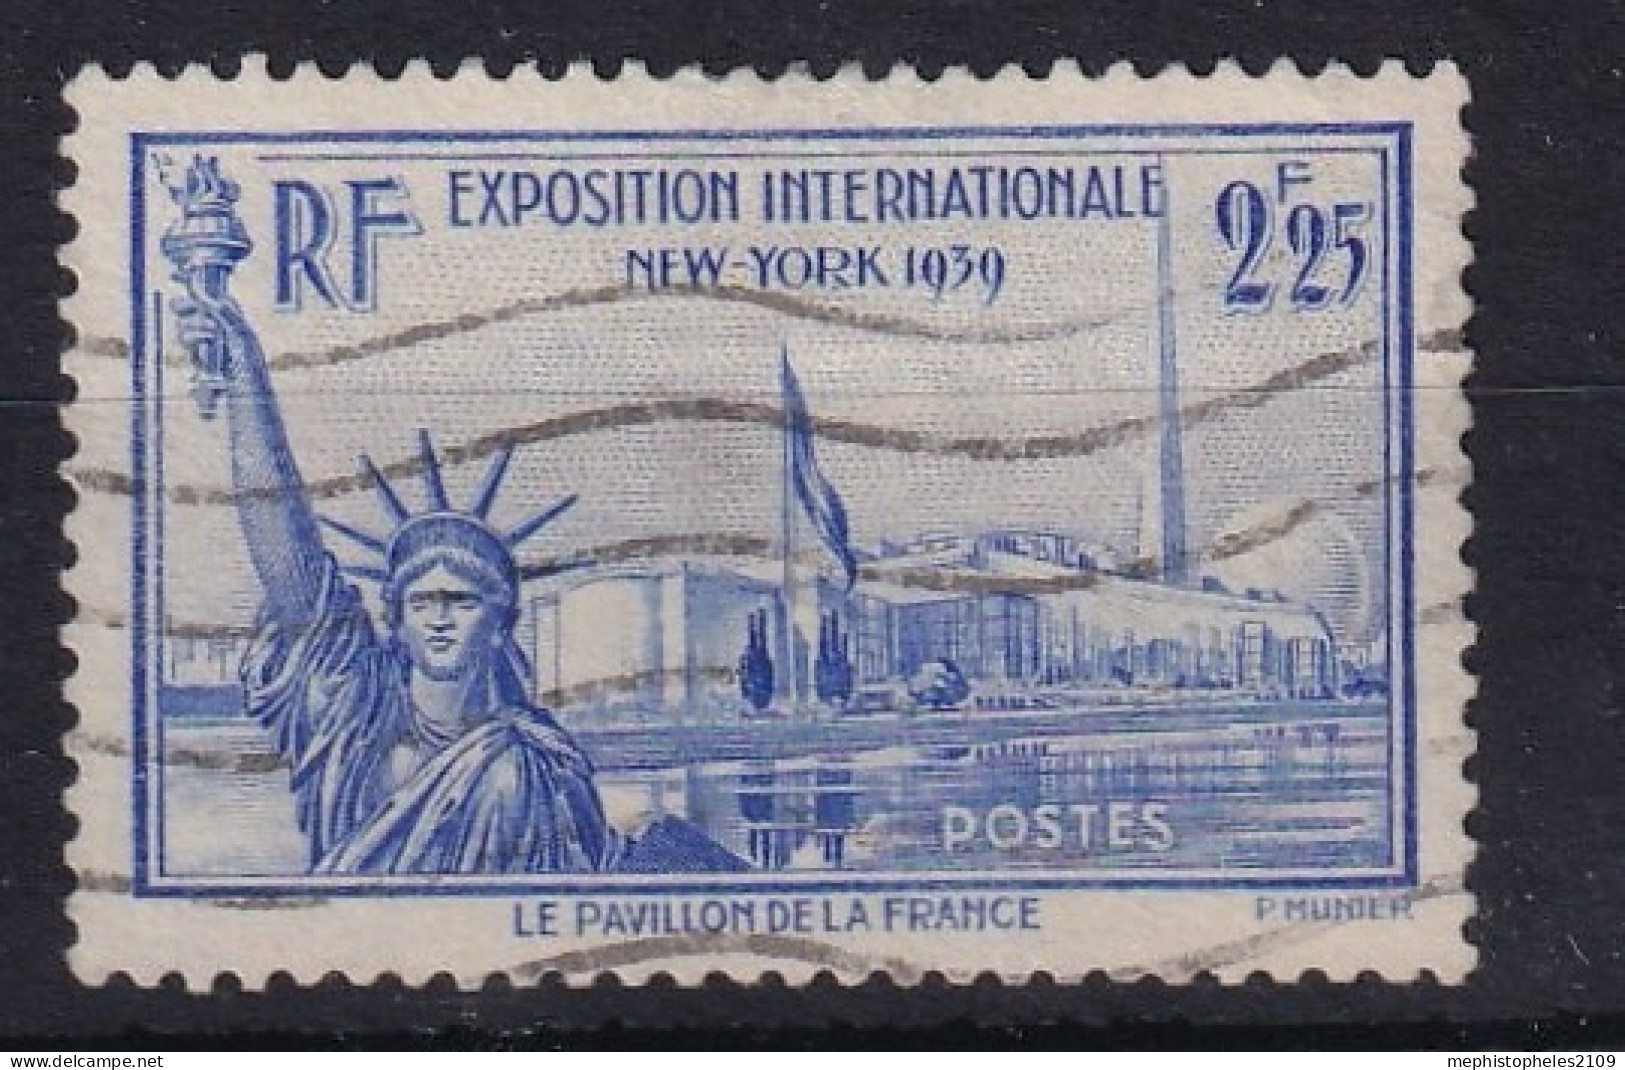 RF EXPOSITION INTERNATIONALE 2F25
NEW-YORK 1939
POSTES
LE PAVILLON DE LA FRANCE P MUNIER
www.delcampe.net mephistopheles2109